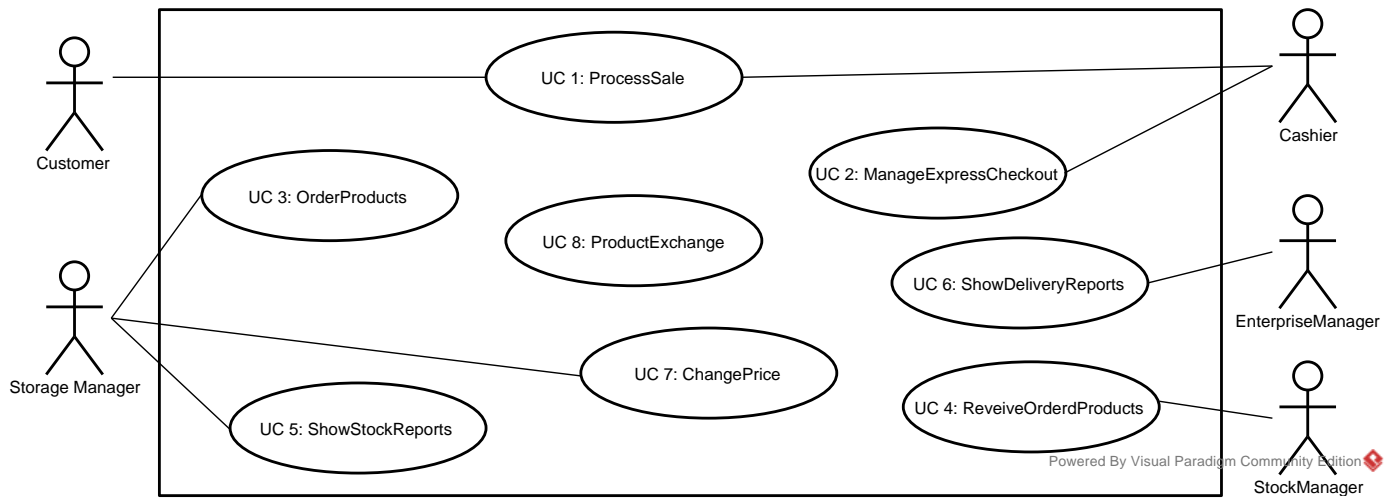 UC 1: ProcessSale
Customer
Cashier
UC 2: ManageExpressCheckout
UC 3: OrderProducts
UC 8: ProductExchange
UC 6: ShowDeliveryReports
EnterpriseManager
Storage Manager
UC 7: ChangePrice
UC 4: ReveiveOrderdProducts
UC 5: ShowStockReports
Powered By Visual Paradigm Community Edition
StockManager